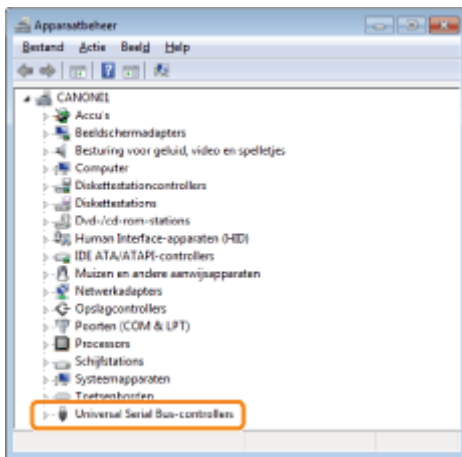 Apparaatbeheer
Bestand Actie Beeld Help
CANON01
Accu's
Beeldschermadapters
Besturing voor geluid, video en spelletjes
Computer
Diskettestationcontrollers
Diskettestations
Dvd-/cd-rom-stations
Human Interface-apparaten (HID)
IDE ATA/ATAPI-controllers
Muizen en andere aanwijsapparaten
Netwerkadapters
Opslagcontrollers
Poorten (COM & LPT)
Processors
Schijfstations
Systeemapparaten
Toetsenborden
Universal Serial Bus-controllers